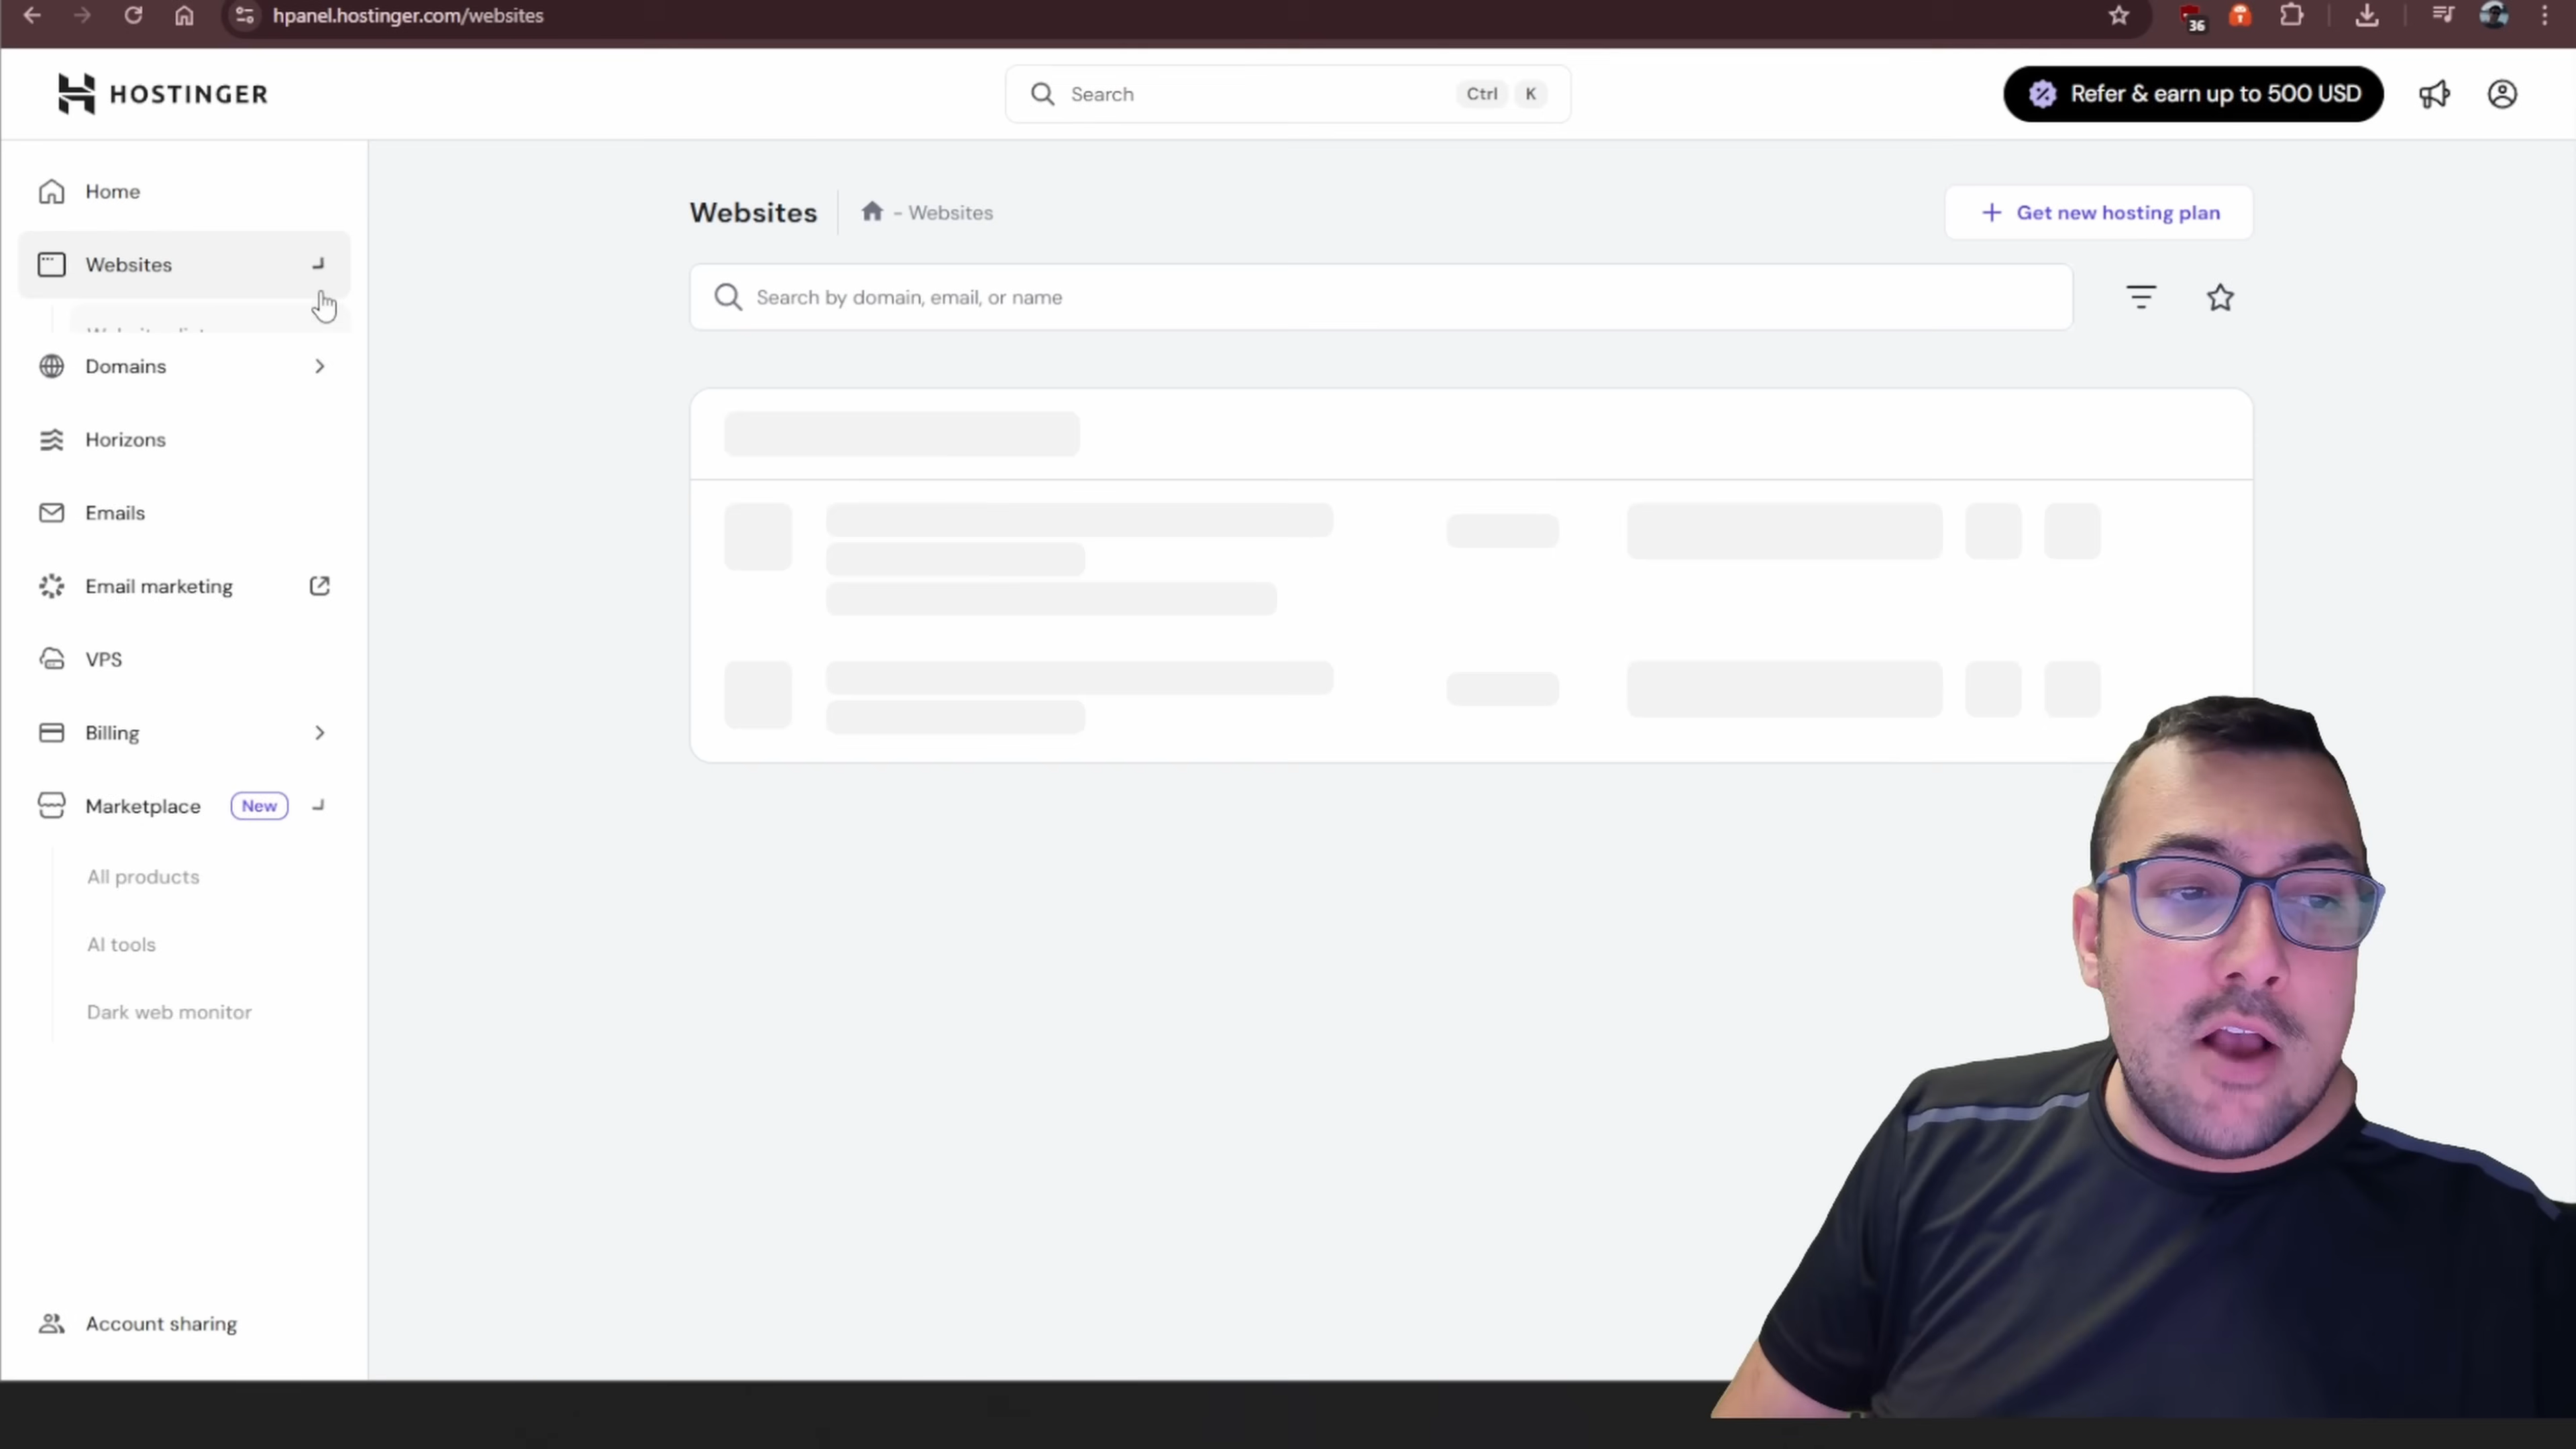 hpanel.hostinger.com/websites
36
HOSTINGER
Search Ctrl K
Refer & earn up to 500 USD
Home
Websites
Domains
Horizons
Emails
Email marketing
VPS
Billing
Marketplace New
All products
AI tools
Dark web monitor
Account sharing
Websites - Websites
+ Get new hosting plan
Search by domain, email, or name